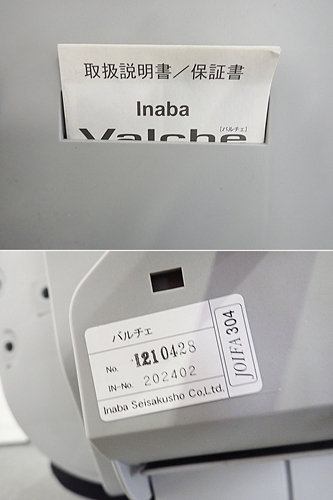 取扱説明書／保証書
Inaba
[バルチェ]
Valche
バルチェ
No. 1210428
IN-No. 202402
Inaba Seisakusho Co,Ltd.
JOIFA 304